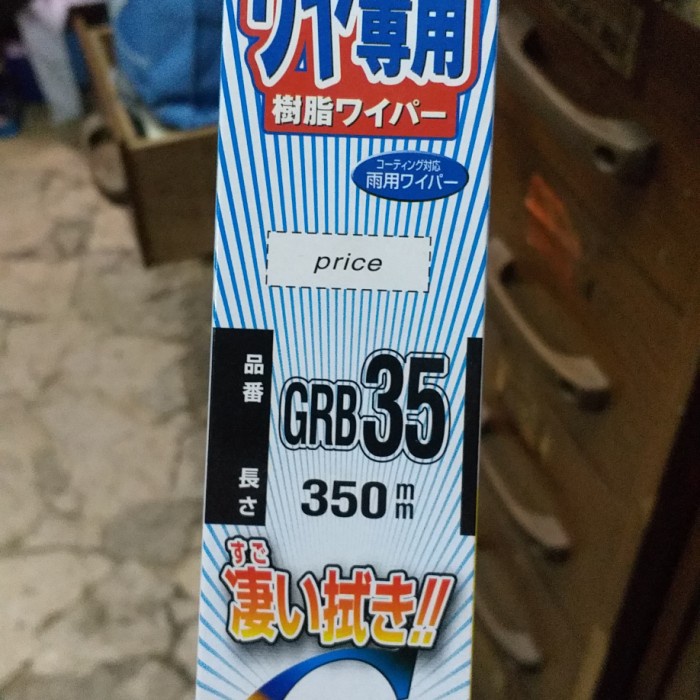 リヤ専用
樹脂ワイパー
コーティング対応
雨用ワイパー
price
品番
GRB35
長さ
350mm
すご
凄い拭き!!